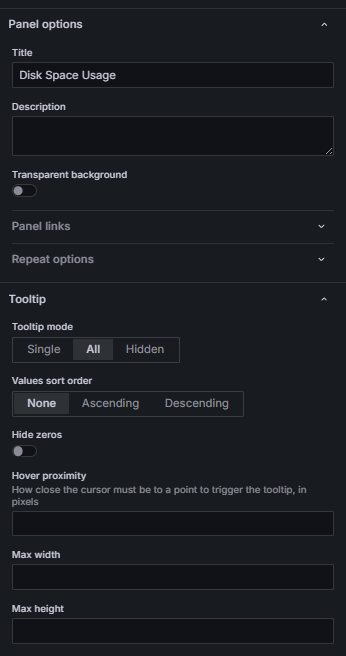 Panel options
Title
Disk Space Usage
Description
Transparent background
Panel links
Repeat options
Tooltip
Tooltip mode
Single All Hidden
Values sort order
None Ascending Descending
Hide zeros
Hover proximity
How close the cursor must be to a point to trigger the tooltip, in
pixels
Max width
Max height